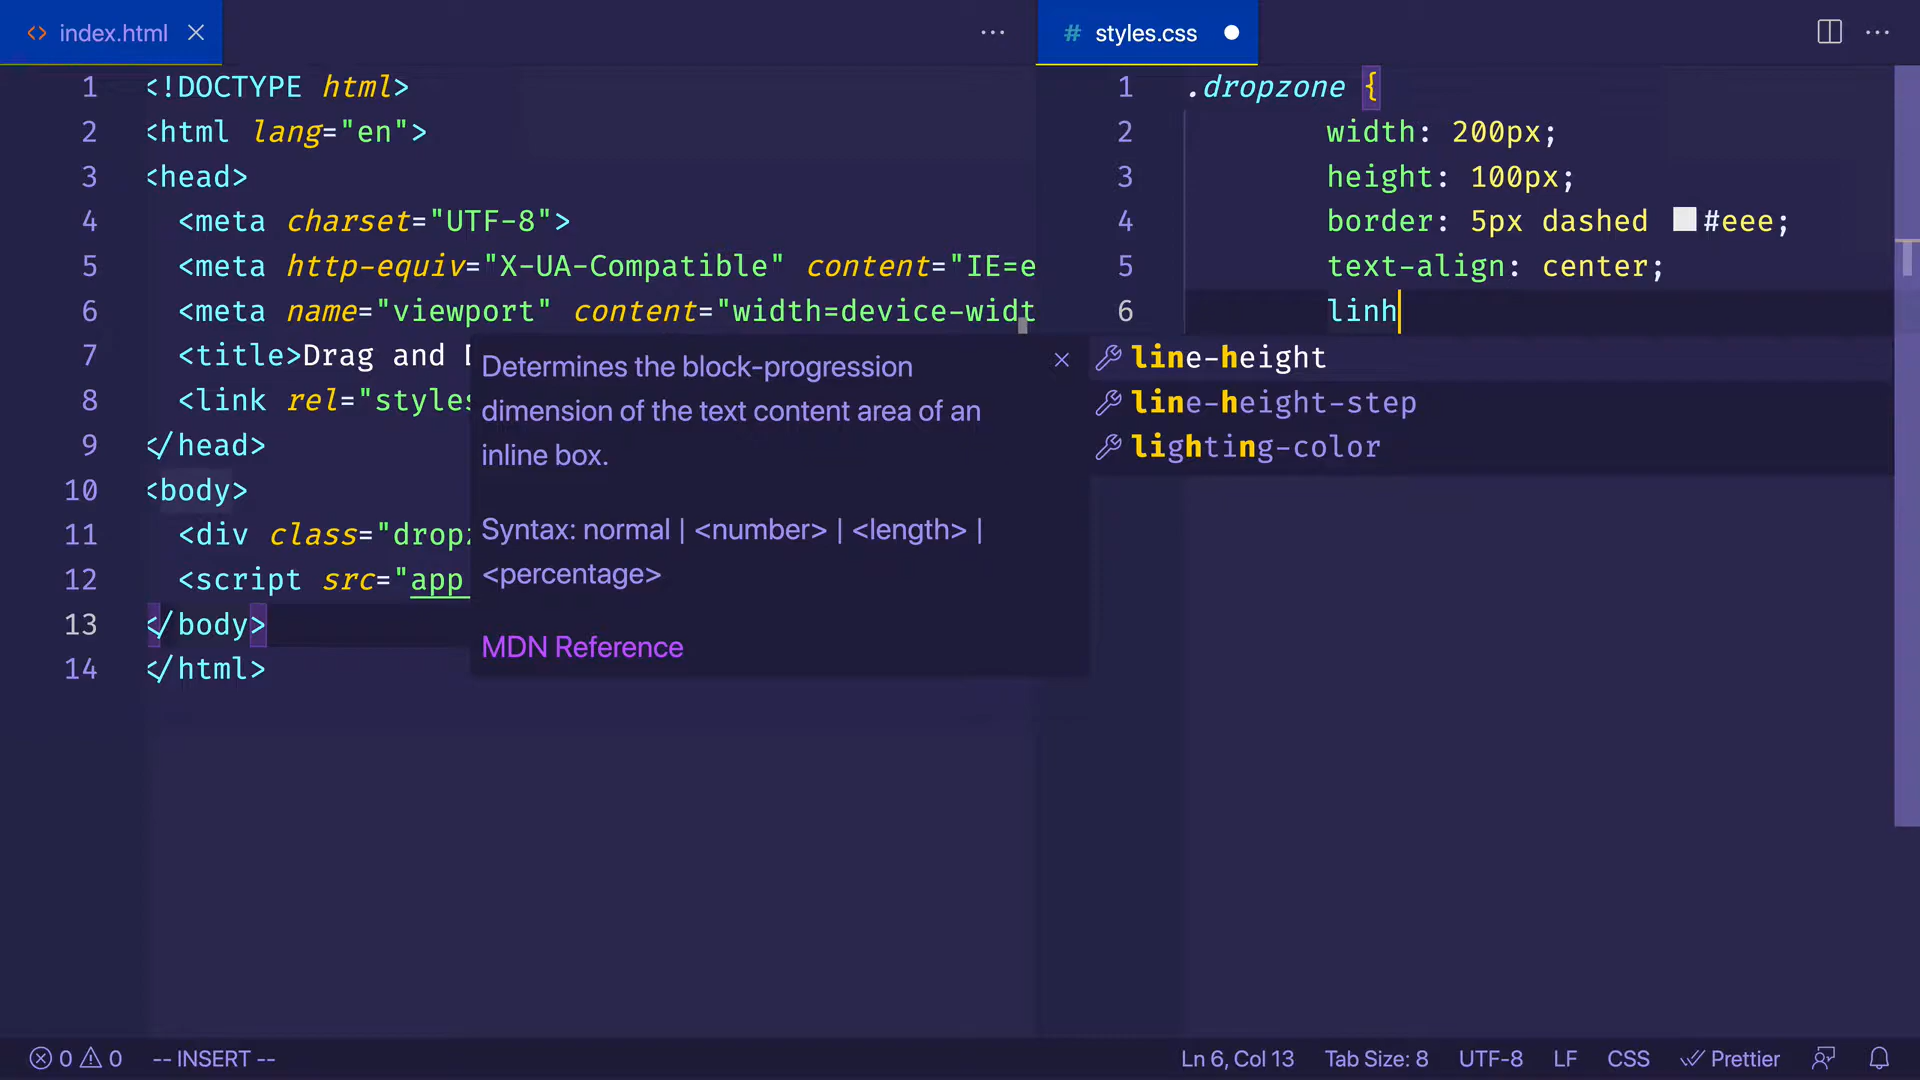 index.html
1 <!DOCTYPE html>
2 <html lang="en">
3 <head>
4 <meta charset="UTF-8">
5 <meta http-equiv="X-UA-Compatible" content="IE=e
6 <meta name="viewport" content="width=device-widt
7 <title>Drag and D
8 <link rel="styles
9 </head>
10 <body>
11 <div class="dropz
12 <script src="app
13 </body>
14 </html>
Determines the block-progression
dimension of the text content area of an
inline box.
Syntax: normal | <number> | <length> |
<percentage>
MDN Reference
# styles.css
1 .dropzone {
2 width: 200px;
3 height: 100px;
4 border: 5px dashed #eee;
5 text-align: center;
6 linh
line-height
line-height-step
lighting-color
0 0 -- INSERT -- Ln 6, Col 13 Tab Size: 8 UTF-8 LF CSS Prettier